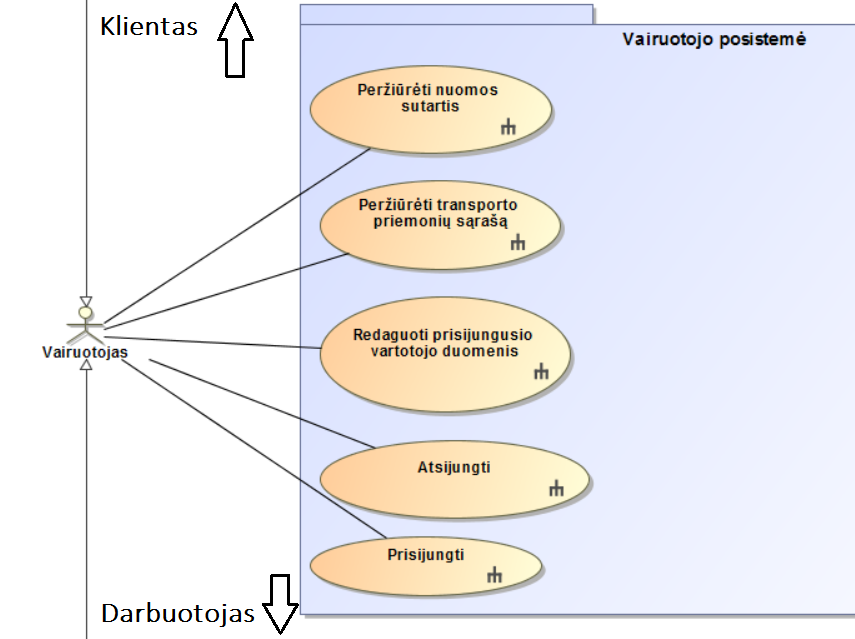 Klientas
Vairuotojo posistemė
Peržiūrėti nuomos
sutartis
Peržiūrėti transporto
priemonių sąrašą
Vairuotojas
Redaguoti prisijungusio
vartotojo duomenis
Atsijungti
Prisijungti
Darbuotojas